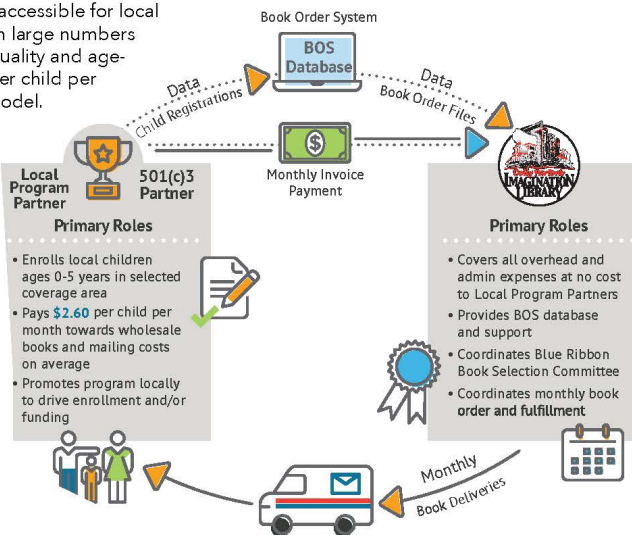 accessible for local
n large numbers
uality and age-
er child per
odel.
Book Order System
BOS
Database
Data
Child Registrations
Data
Book Order Files
$
Monthly Invoice
Payment
Local
Program
Partner
501(c)3
Partner
Dolly Parton's
IMAGINATION
LIBRARY
Primary Roles
• Enrolls local children
ages 0-5 years in selected
coverage area
• Pays $2.60 per child per
month towards wholesale
books and mailing costs
on average
• Promotes program locally
to drive enrollment and/or
funding
Primary Roles
• Covers all overhead and
admin expenses at no cost
to Local Program Partners
• Provides BOS database
and support
• Coordinates Blue Ribbon
Book Selection Committee
• Coordinates monthly book
order and fulfillment
Monthly
Book Deliveries